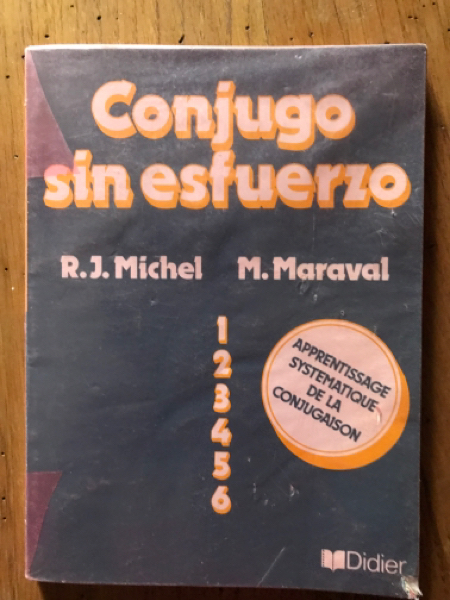 Conjugo
sin esfuerzo
R.J. Michel M. Maraval
1
2
3
4
5
6
APPRENTISSAGE
SYSTEMATIQUE
DE LA
CONJUGAISON
Didier